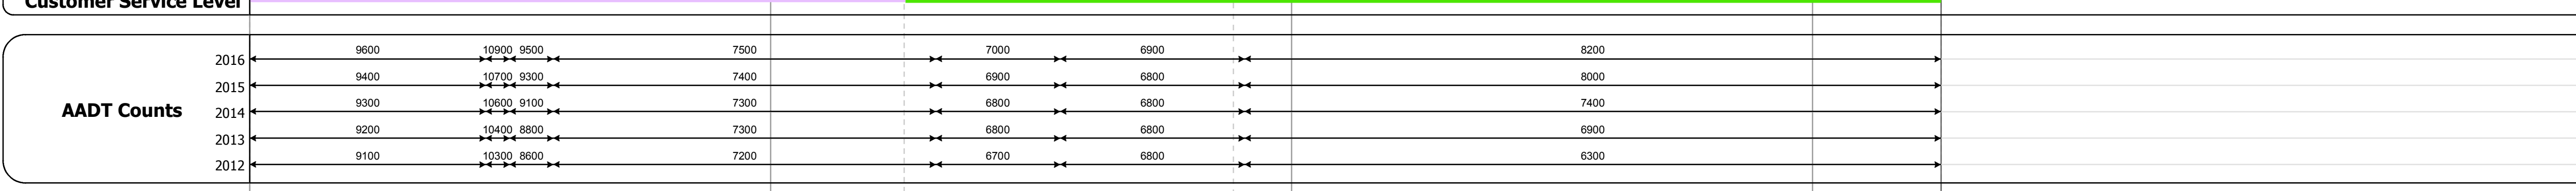 Customer Service Level
AADT Counts
2016 9600 10900 9500 7500 7000 6900 8200
2015 9400 10700 9300 7400 6900 6800 8000
2014 9300 10600 9100 7300 6800 6800 7400
2013 9200 10400 8800 7300 6800 6800 6900
2012 9100 10300 8600 7200 6700 6800 6300